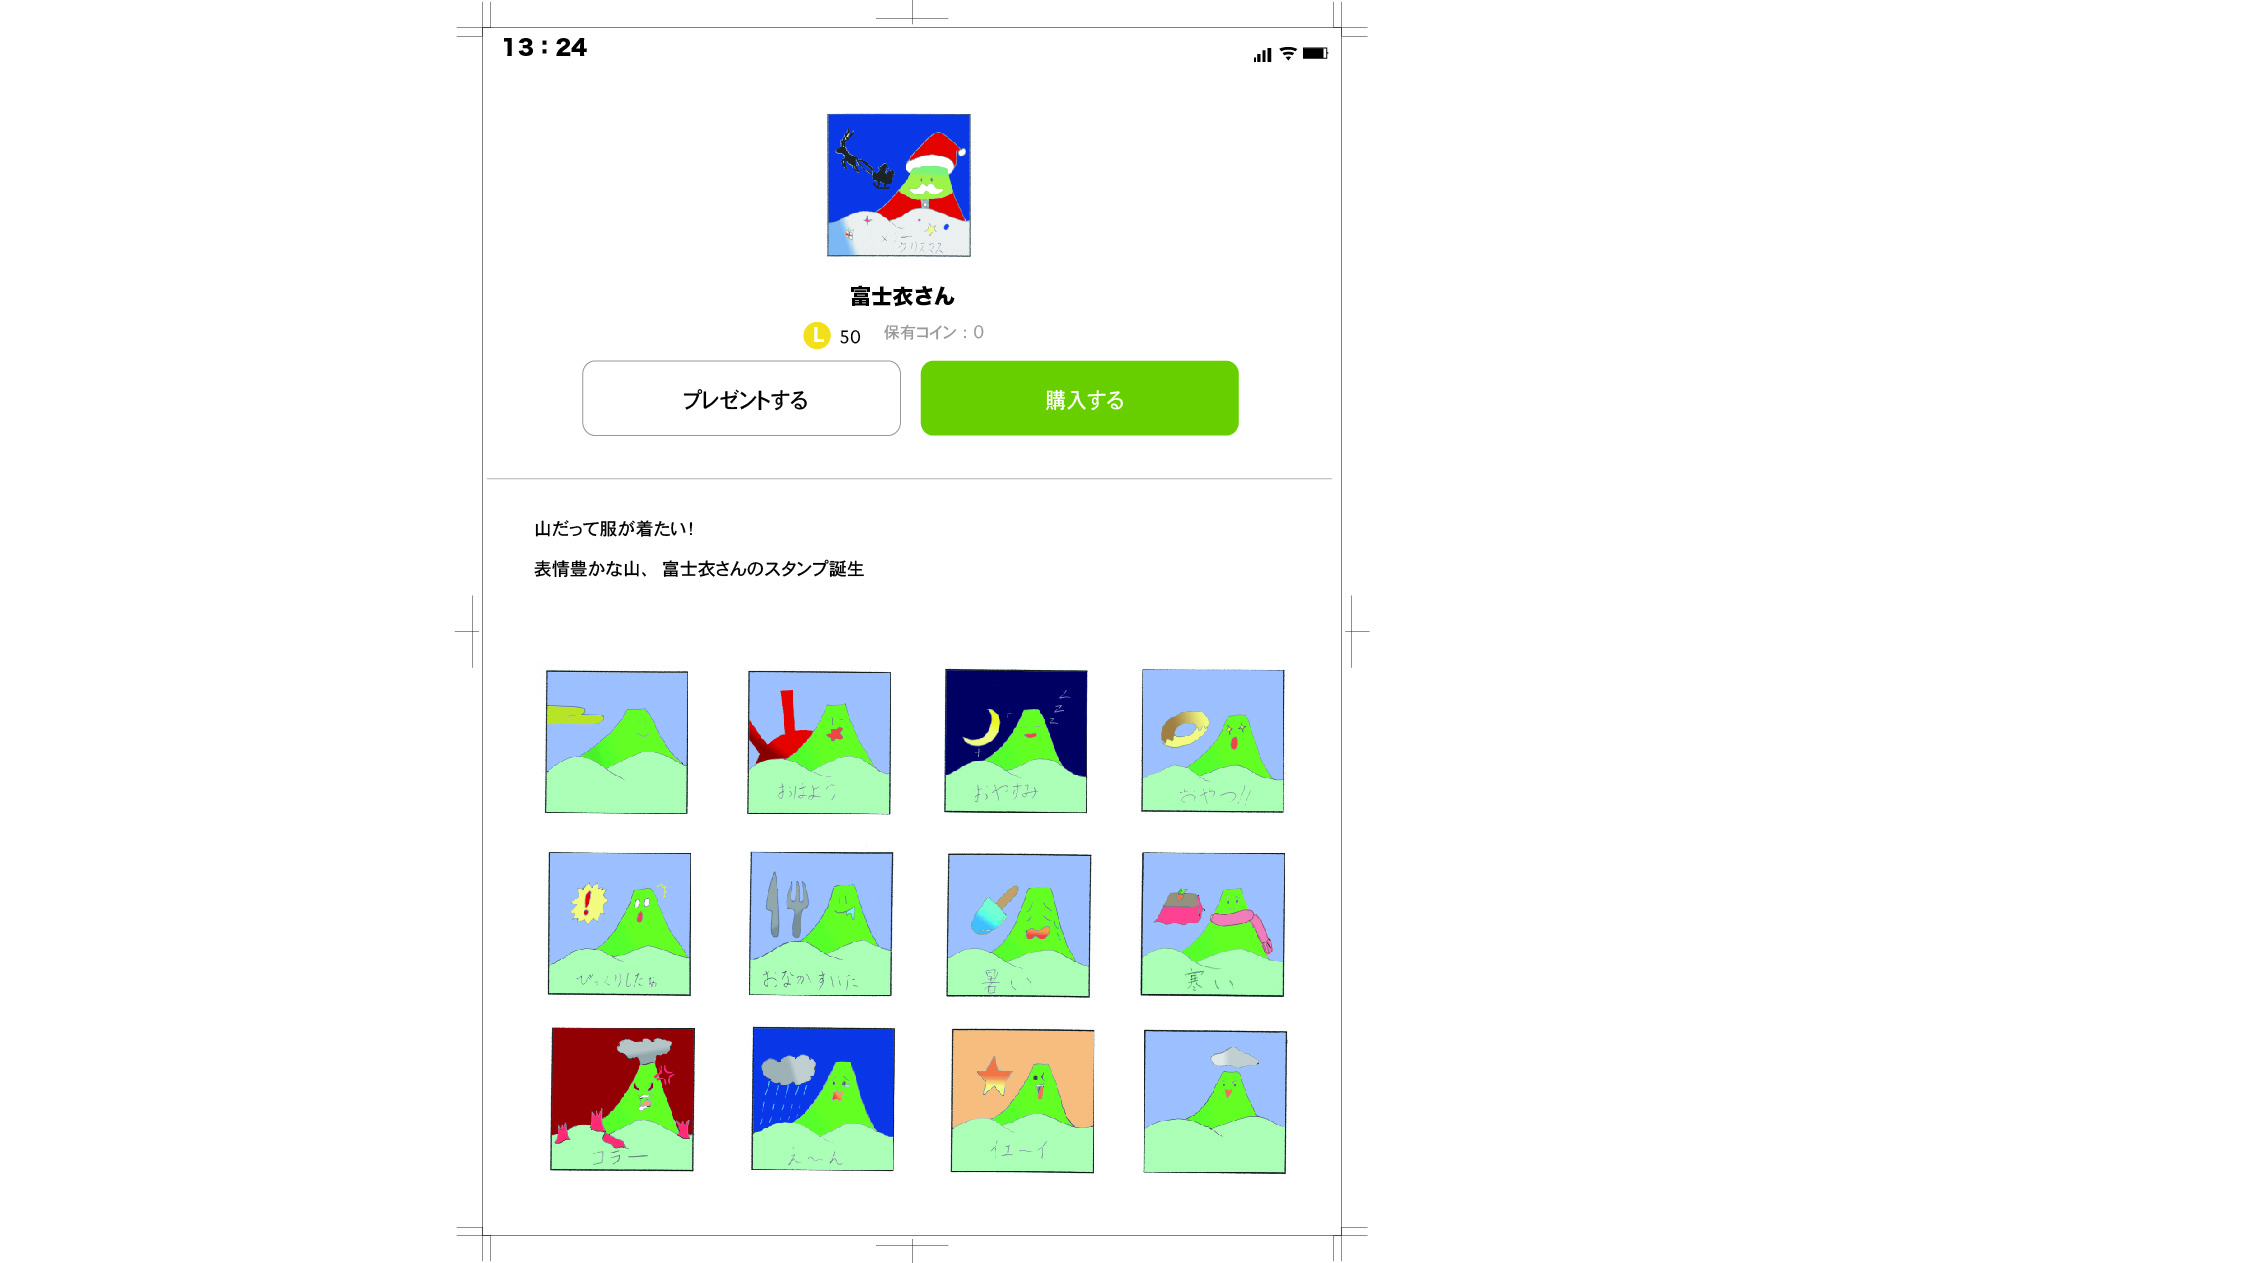 13：24
クリスマス
富士衣さん
L 50 保有コイン：0
プレゼントする
購入する
山だって服が着たい！
表情豊かな山、富士衣さんのスタンプ誕生
おはよう
z z z
おやすみ
おやつ!!
!
びっくりしたぁ
おなかすいた
暑い
寒い
コラー
え～ん
イエーイ